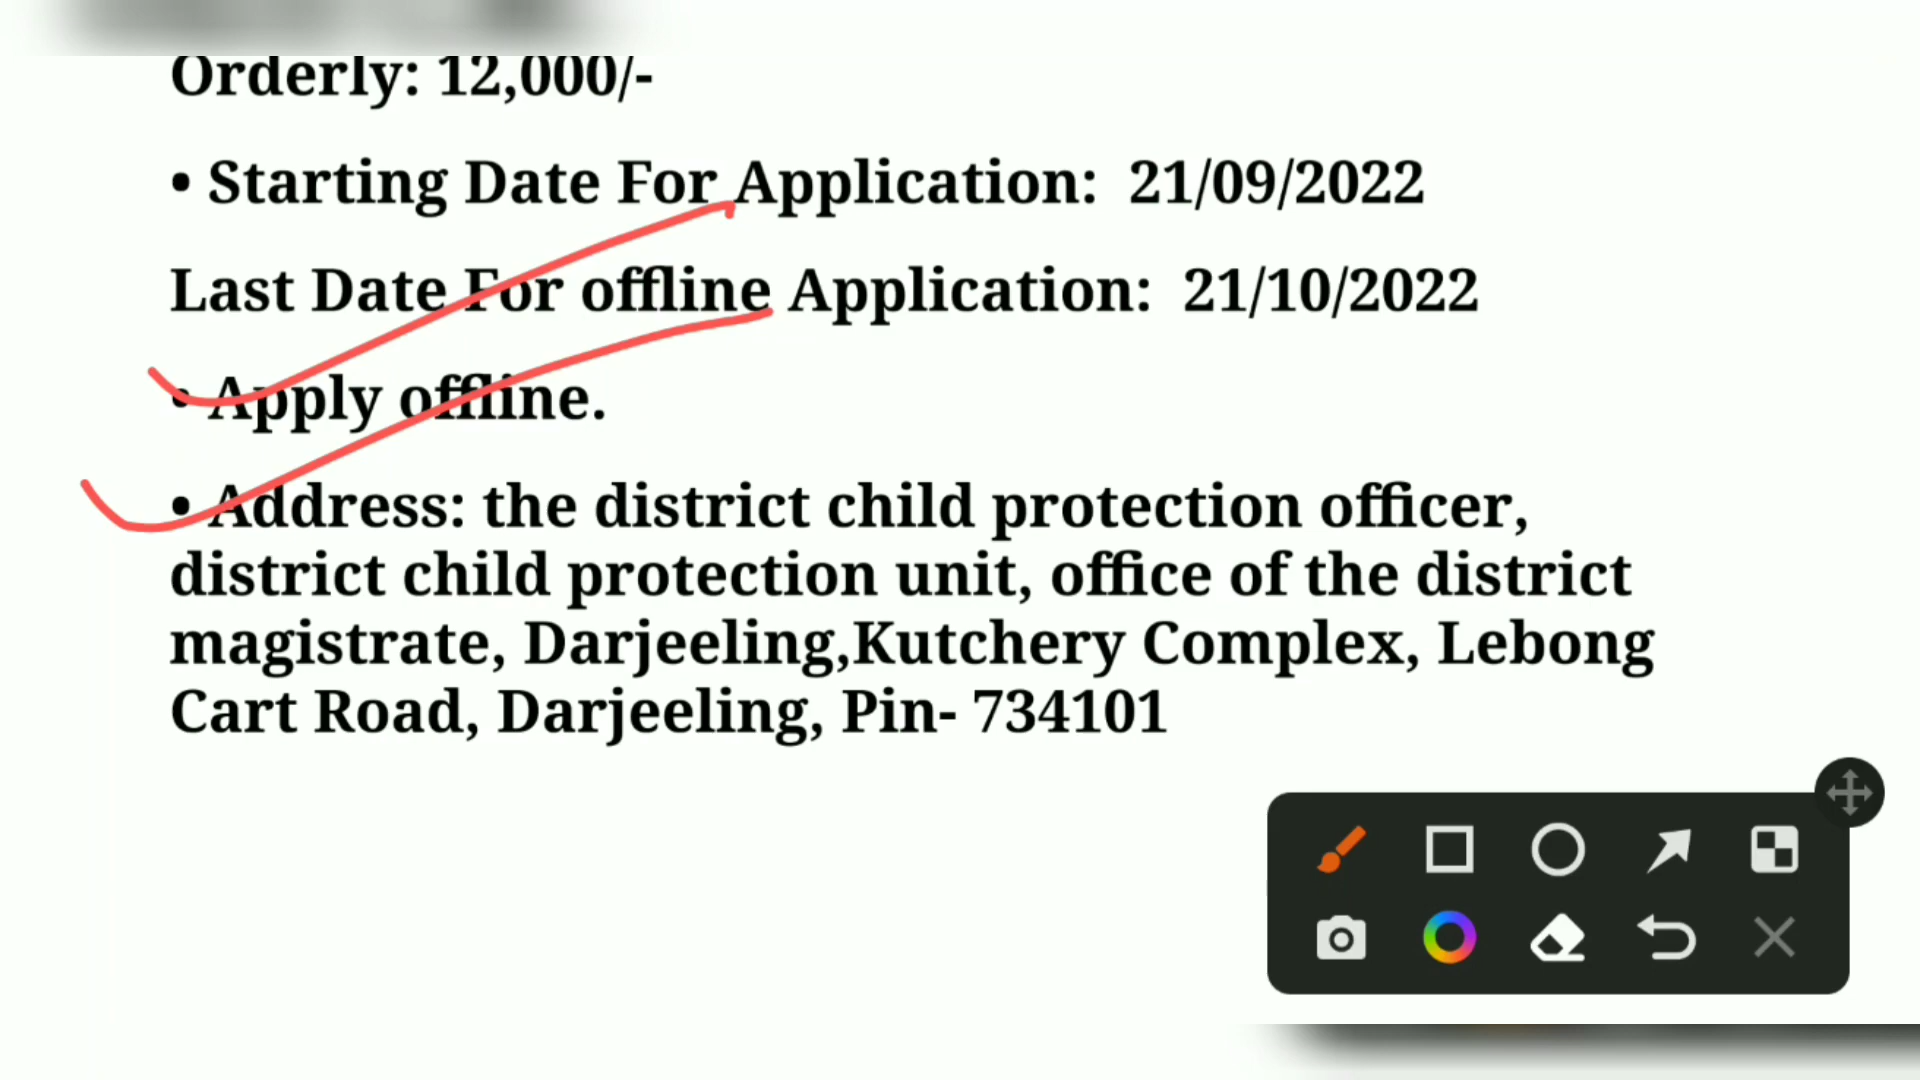 Orderly: 12,000/-
• Starting Date For Application: 21/09/2022
Last Date For offline Application: 21/10/2022
• Apply offline.
• Address: the district child protection officer,
district child protection unit, office of the district
magistrate, Darjeeling,Kutchery Complex, Lebong
Cart Road, Darjeeling, Pin- 734101